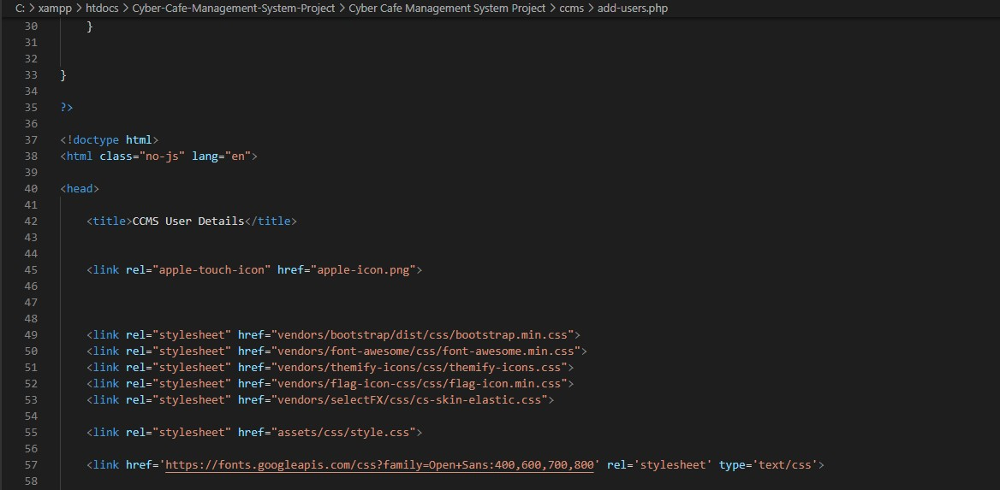 C: > xampp > htdocs > Cyber-Cafe-Management-System-Project > Cyber Cafe Management System Project > ccms > add-users.php
30 }
31
32
33 }
34
35 ?>
36
37 <!doctype html>
38 <html class="no-js" lang="en">
39
40 <head>
41
42 <title>CCMS User Details</title>
43
44
45 <link rel="apple-touch-icon" href="apple-icon.png">
46
47
48
49 <link rel="stylesheet" href="vendors/bootstrap/dist/css/bootstrap.min.css">
50 <link rel="stylesheet" href="vendors/font-awesome/css/font-awesome.min.css">
51 <link rel="stylesheet" href="vendors/themify-icons/css/themify-icons.css">
52 <link rel="stylesheet" href="vendors/flag-icon-css/css/flag-icon.min.css">
53 <link rel="stylesheet" href="vendors/selectFX/css/cs-skin-elastic.css">
54
55 <link rel="stylesheet" href="assets/css/style.css">
56
57 <link href='https://fonts.googleapis.com/css?family=Open+Sans:400,600,700,800' rel='stylesheet' type='text/css'>
58